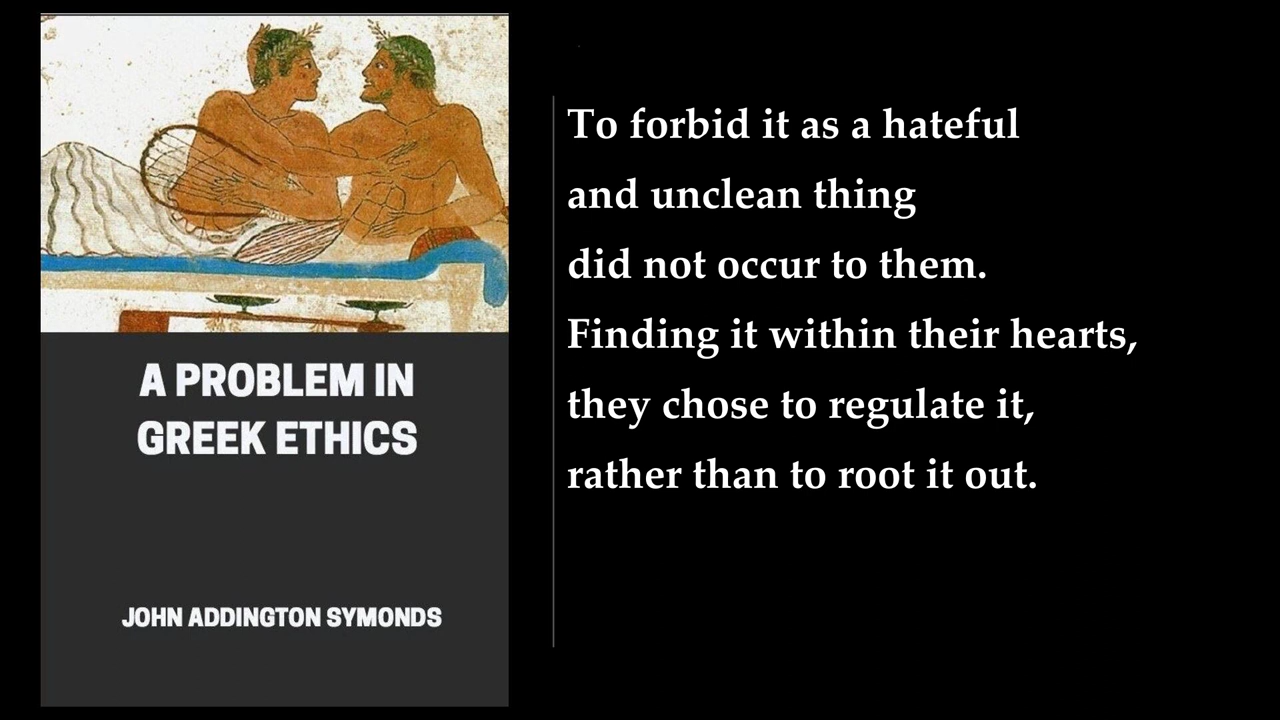 A PROBLEM IN
GREEK ETHICS
JOHN ADDINGTON SYMONDS
To forbid it as a hateful
and unclean thing
did not occur to them.
Finding it within their hearts,
they chose to regulate it,
rather than to root it out.